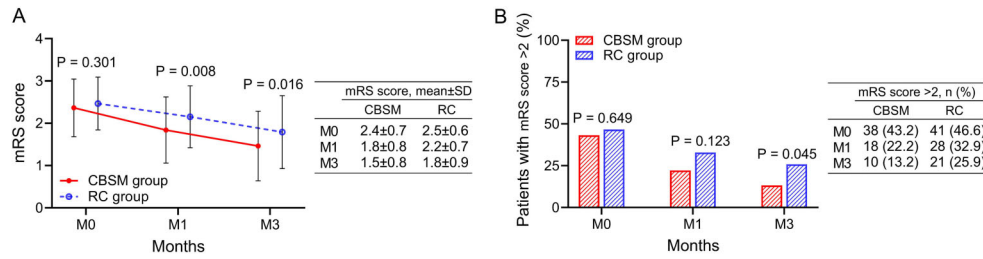 A
mRS score
4
3
2
1
0
P = 0.301
P = 0.008
P = 0.016
CBSM group
RC group
M0 M1 M3
Months
mRS score, mean±SD
CBSM RC
M0 2.4±0.7 2.5±0.6
M1 1.8±0.8 2.2±0.7
M3 1.5±0.8 1.8±0.9
B
Patients with mRS score >2 (%)
100
75
50
25
0
CBSM group
RC group
P = 0.649
P = 0.123
P = 0.045
M0 M1 M3
Months
mRS score >2, n (%)
CBSM RC
M0 38 (43.2) 41 (46.6)
M1 18 (22.2) 28 (32.9)
M3 10 (13.2) 21 (25.9)